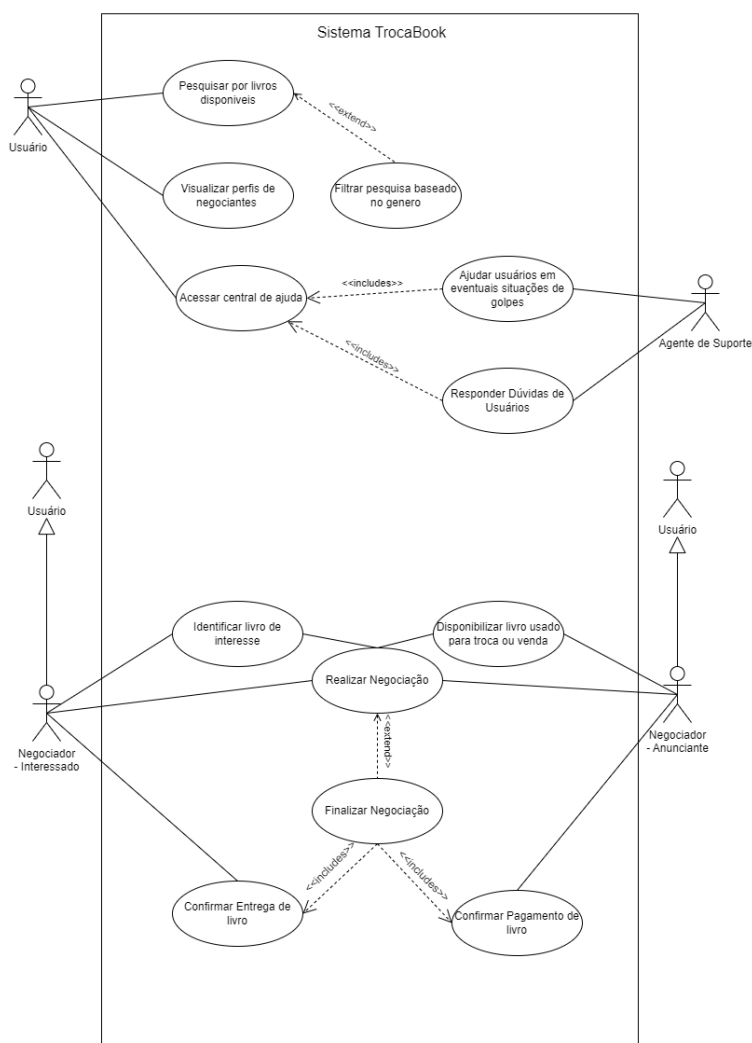 Sistema TrocaBook
Pesquisar por livros
disponiveis
<<extend>>
Usuário
Visualizar perfis de
negociantes
Filtrar pesquisa baseado
no genero
Acessar central de ajuda
<<includes>>
Ajudar usuários em
eventuais situações de
golpes
Agente de Suporte
<<includes>>
Responder Dúvidas de
Usuários
Usuário
Usuário
Identificar livro de
interesse
Disponibilizar livro usado
para troca ou venda
Realizar Negociação
Negociador
- Interessado
Negociador
- Anunciante
<<extend>>
Finalizar Negociação
<<includes>>
<<includes>>
Confirmar Entrega de
livro
Confirmar Pagamento de
livro